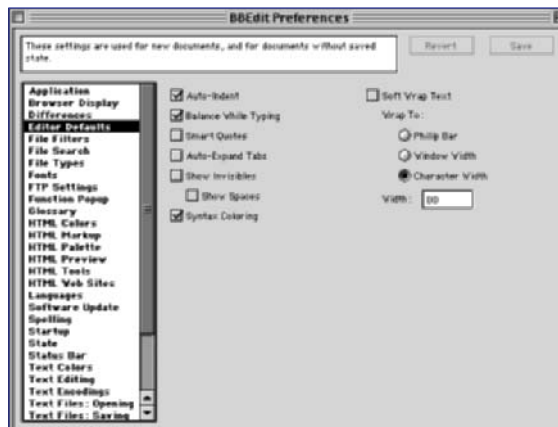 BBEdit Preferences
These settings are used for new documents, and for documents without saved
state.
Revert
Save
Application
Browser Display
Differences
Editor Defaults
File Filters
File Search
File Types
Fonts
FTP Settings
Function Popup
Glossary
HTML Colors
HTML Markup
HTML Palette
HTML Preview
HTML Tools
HTML Web Sites
Languages
Software Update
Spelling
Startup
State
Status Bar
Text Colors
Text Editing
Text Encodings
Text Files: Opening
Text Files: Saving
Auto-Indent
Balance While Typing
Smart Quotes
Auto-Expand Tabs
Show Invisibles
Show Spaces
Syntax Coloring
Soft Wrap Text
Wrap To:
Philip Bar
Window Width
Character Width
Width: